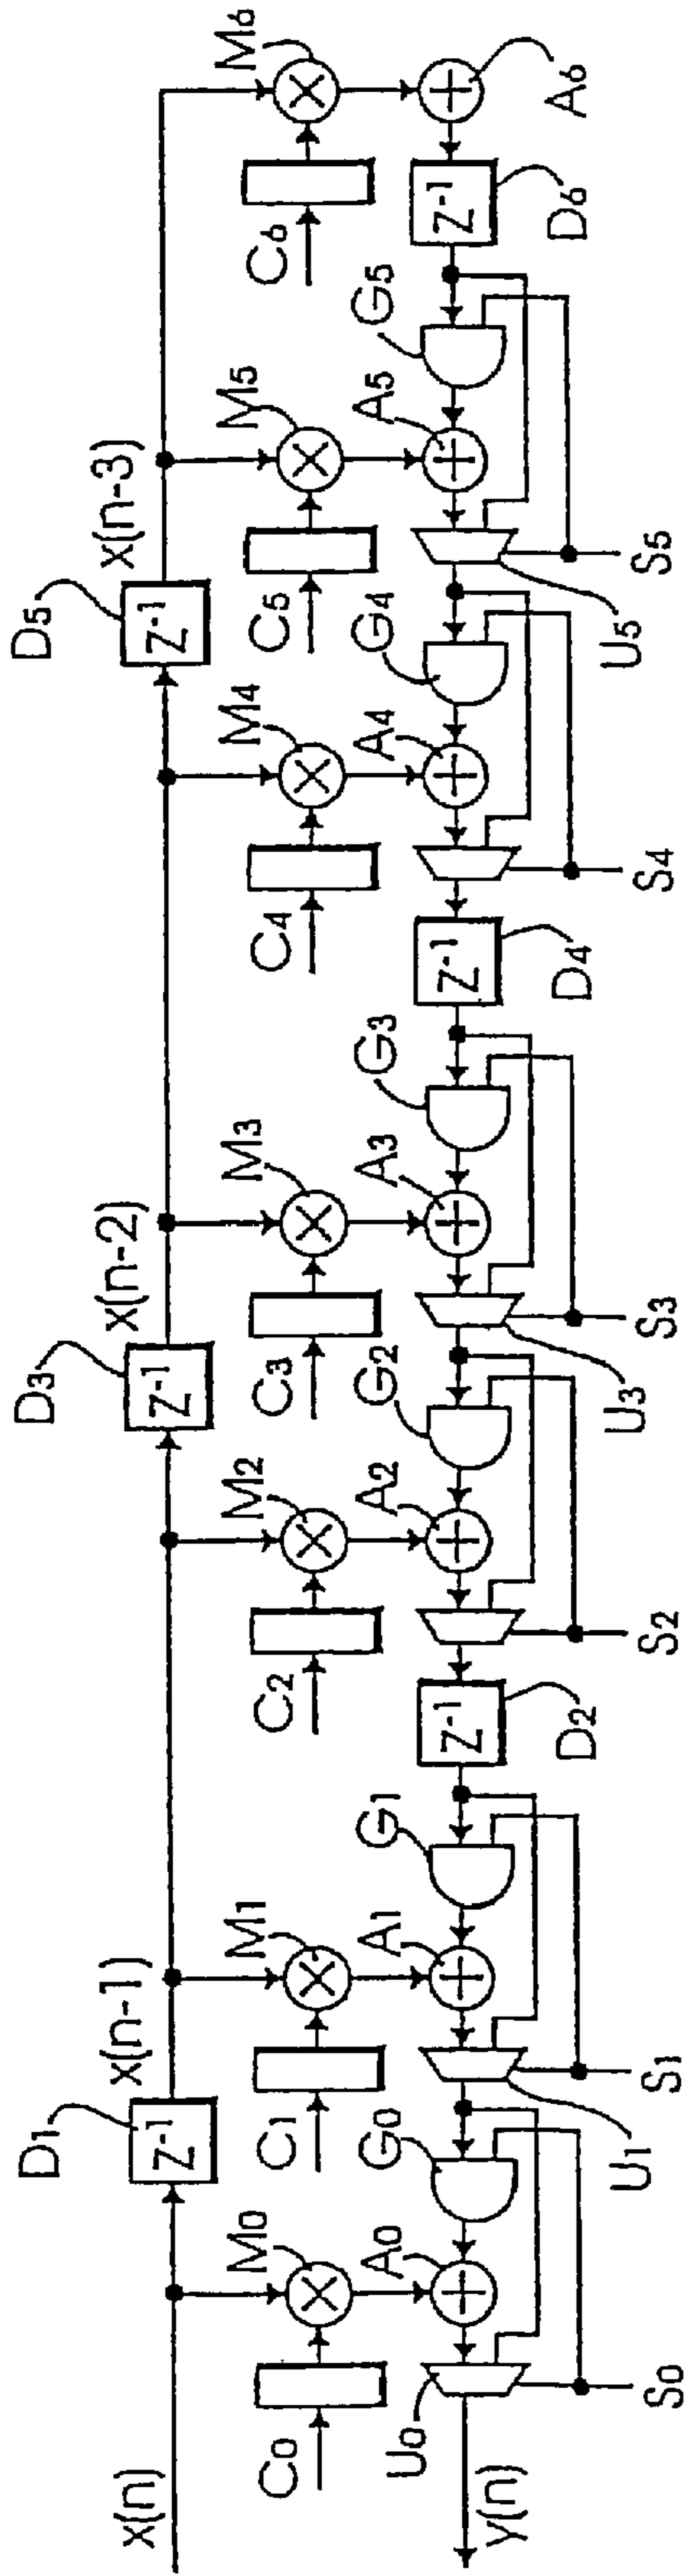 D1 D3 D5
x(n) x(n-1) x(n-2) x(n-3)
Z-1 Z-1 Z-1
M0 M1 M2 M3 M4 M5 M6
C0 C1 C2 C3 C4 C5 C6
A0 G0 A1 G1 A2 G2 A3 G3 A4 G4 A5 G5
U0
Z-1 Z-1 Z-1
y(n)
A6
D2 D4 D6
U1 U3 U5
S0 S1 S2 S3 S4 S5